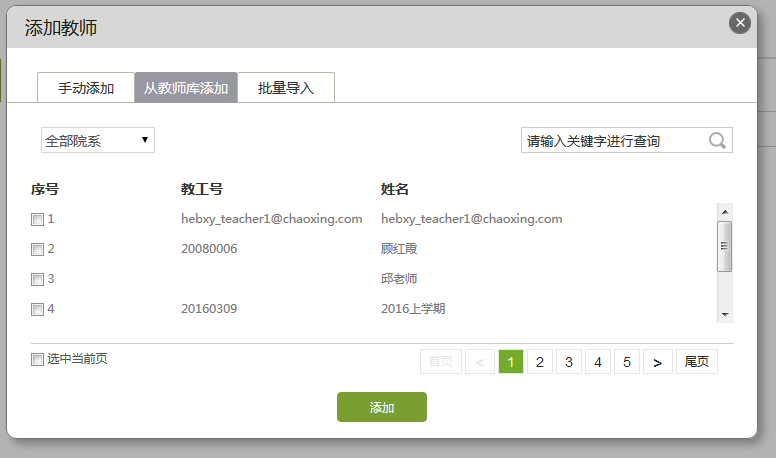 添加教师
手动添加 从教师库添加 批量导入
全部院系 请输入关键字进行查询
序号 教工号 姓名
1 hebxy_teacher1@chaoxing.com hebxy_teacher1@chaoxing.com
2 20080006 顾红霞
3 邱老师
4 20160309 2016上学期
选中当前页 首页 < 1 2 3 4 5 > 尾页
添加